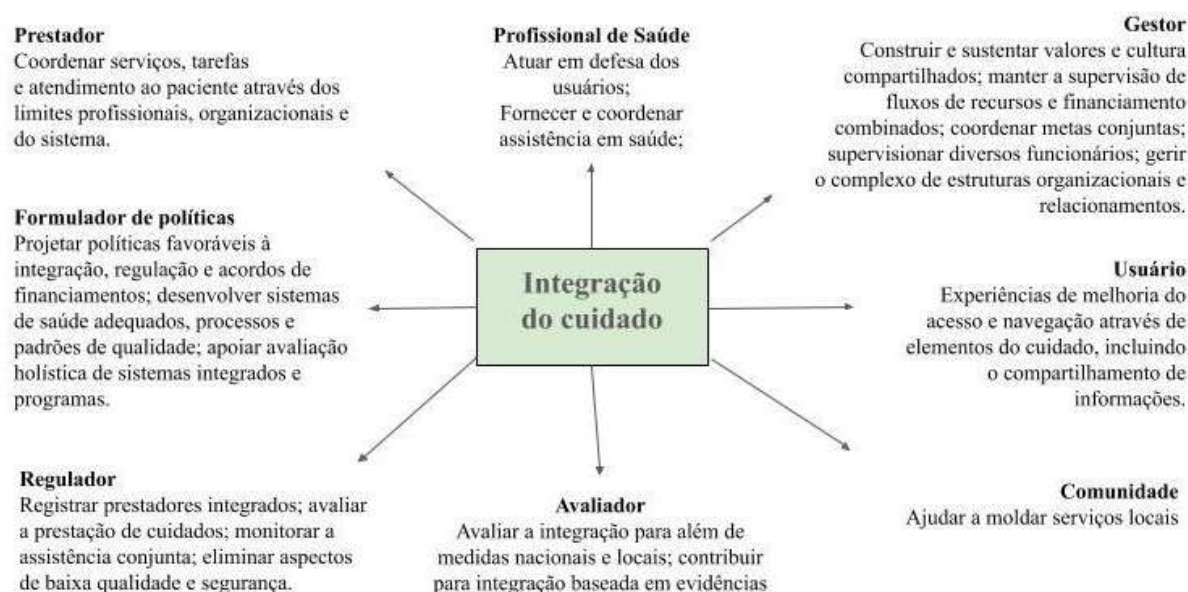 Prestador
Coordenar serviços, tarefas
e atendimento ao paciente através dos
limites profissionais, organizacionais e
do sistema.
Profissional de Saúde
Atuar em defesa dos
usuários;
Fornecer e coordenar
assistência em saúde;
Gestor
Construir e sustentar valores e cultura
compartilhados; manter a supervisão de
fluxos de recursos e financiamento
combinados; coordenar metas conjuntas;
supervisionar diversos funcionários; gerir
o complexo de estruturas organizacionais e
relacionamentos.
Formulador de políticas
Projetar políticas favoráveis à
integração, regulação e acordos de
financiamentos; desenvolver sistemas
de saúde adequados, processos e
padrões de qualidade; apoiar avaliação
holística de sistemas integrados e
programas.
Integração
do cuidado
Usuário
Experiências de melhoria do
acesso e navegação através de
elementos do cuidado, incluindo
o compartilhamento de
informações.
Regulador
Registrar prestadores integrados; avaliar
a prestação de cuidados; monitorar a
assistência conjunta; eliminar aspectos
de baixa qualidade e segurança.
Avaliador
Avaliar a integração para além de
medidas nacionais e locais; contribuir
para integração baseada em evidências
Comunidade
Ajudar a moldar serviços locais